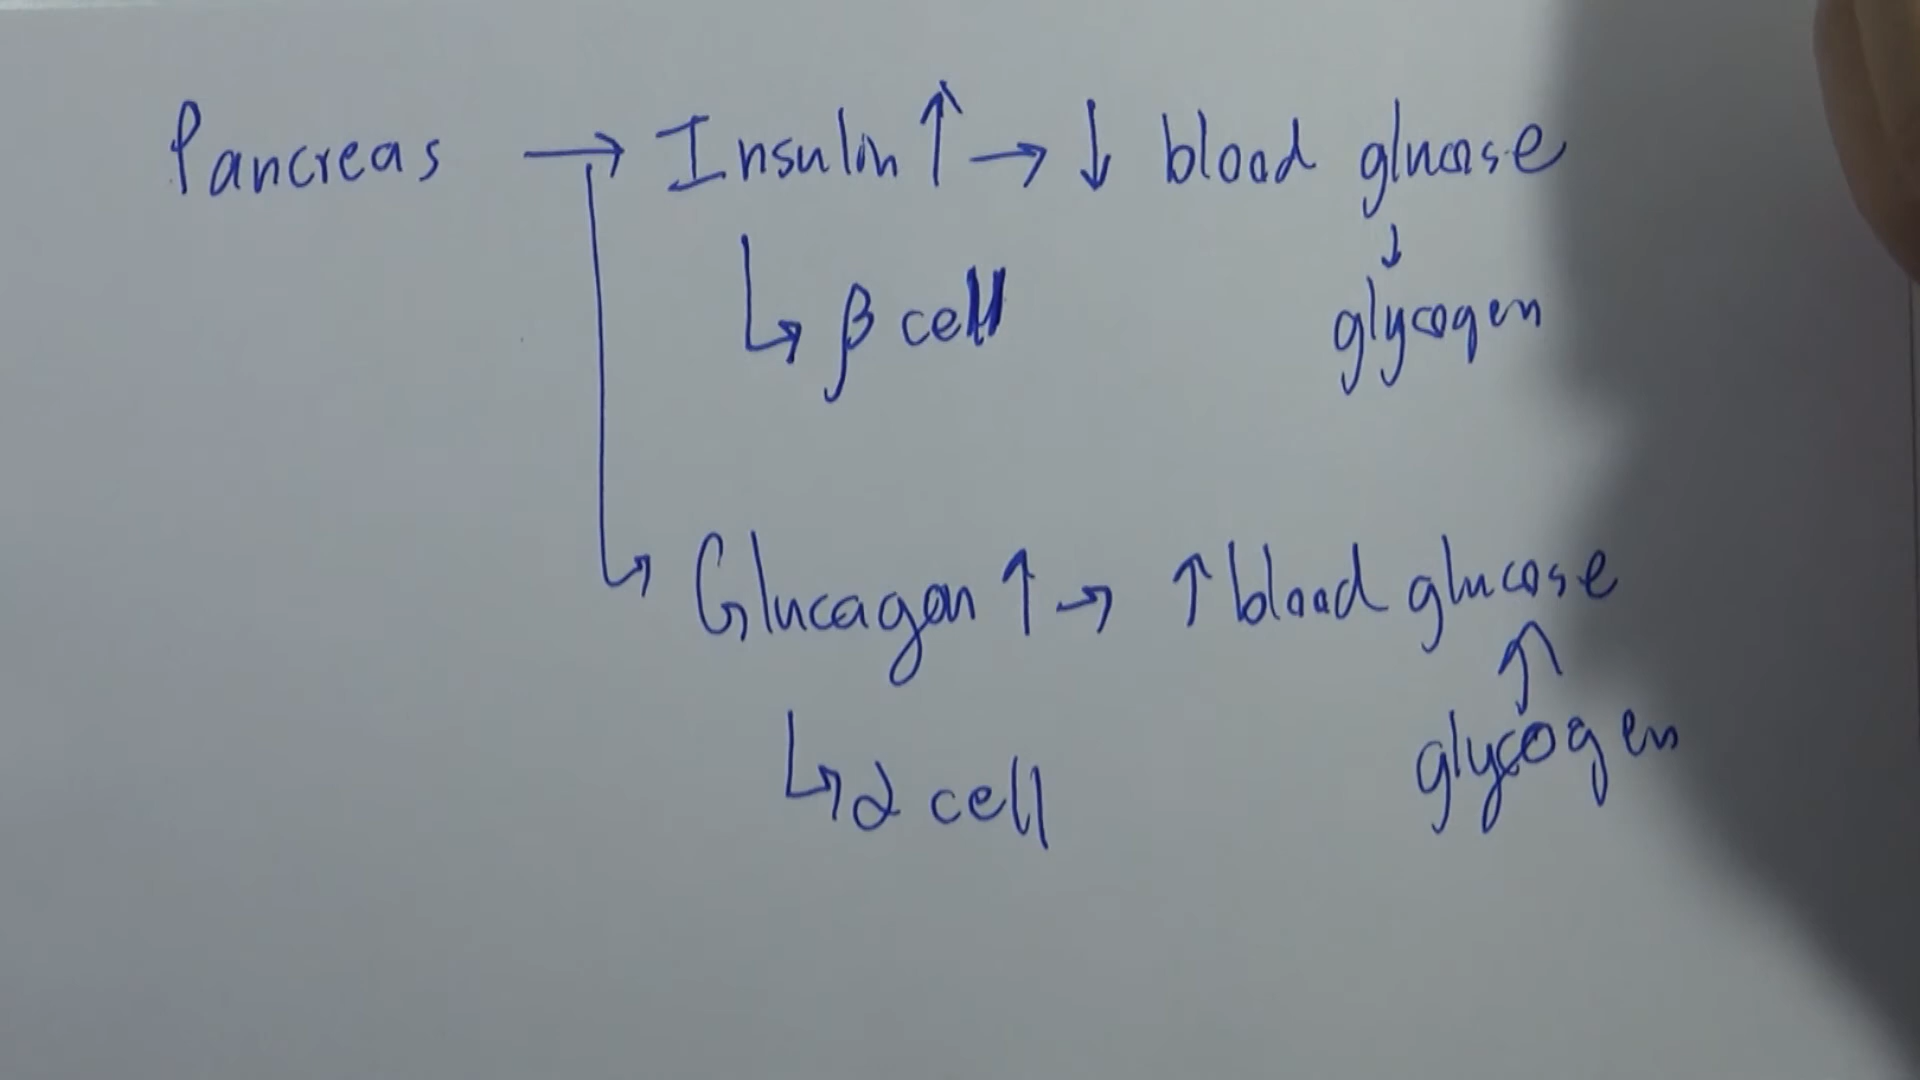 Pancreas → Insulin ↑ → ↓ blood glucose
↓
↳ β cell glycogen
↳ Glucagon ↑ → ↑ blood glucose
↑
↳ α cell glycogen